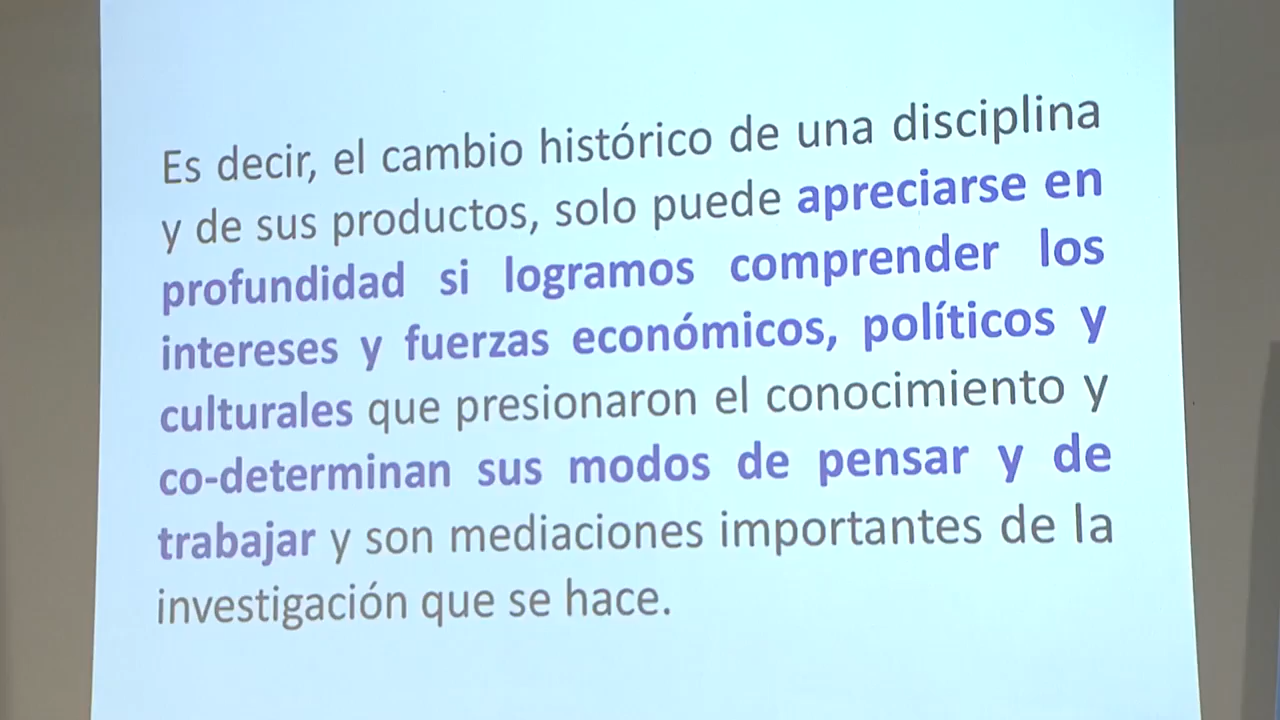 Es decir, el cambio histórico de una disciplina
y de sus productos, solo puede apreciarse en
profundidad si logramos comprender los
intereses y fuerzas económicos, políticos y
culturales que presionaron el conocimiento y
co-determinan sus modos de pensar y de
trabajar y son mediaciones importantes de la
investigación que se hace.